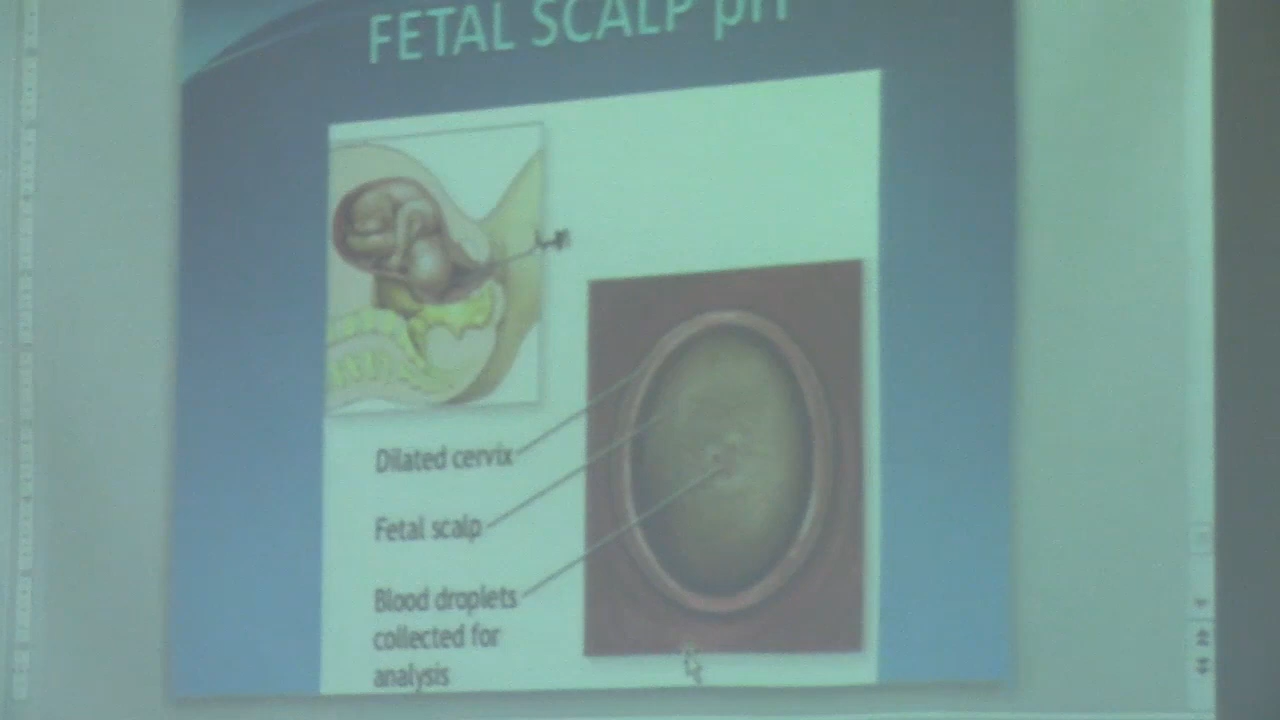 FETAL SCALP pH
Dilated cervix
Fetal scalp
Blood droplets
collected for
analysis